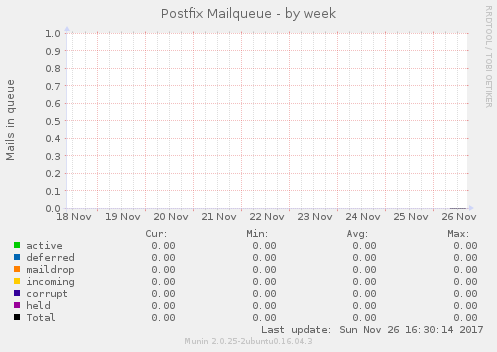 Postfix Mailqueue - by week
RRDTOOL / TOBI OETIKER
Mails in queue
1.0
0.9
0.8
0.7
0.6
0.5
0.4
0.3
0.2
0.1
0.0
18 Nov 19 Nov 20 Nov 21 Nov 22 Nov 23 Nov 24 Nov 25 Nov 26 Nov
Cur: Min: Avg: Max:
active 0.00 0.00 0.00 0.00
deferred 0.00 0.00 0.00 0.00
maildrop 0.00 0.00 0.00 0.00
incoming 0.00 0.00 0.00 0.00
corrupt 0.00 0.00 0.00 0.00
held 0.00 0.00 0.00 0.00
Total 0.00 0.00 0.00 0.00
Last update: Sun Nov 26 16:30:14 2017
Munin 2.0.25-2ubuntu0.16.04.3